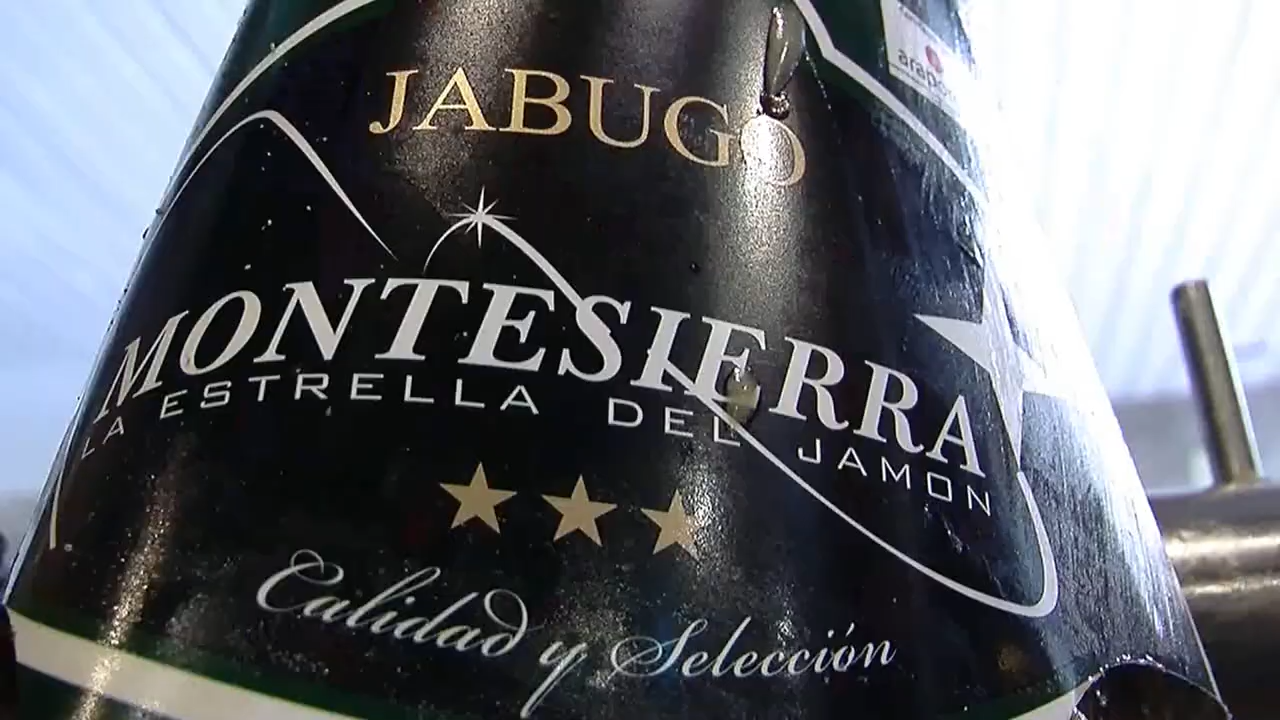 JABUGO
MONTESIERRA
LA ESTRELLA DEL JAMON
Calidad y Selección